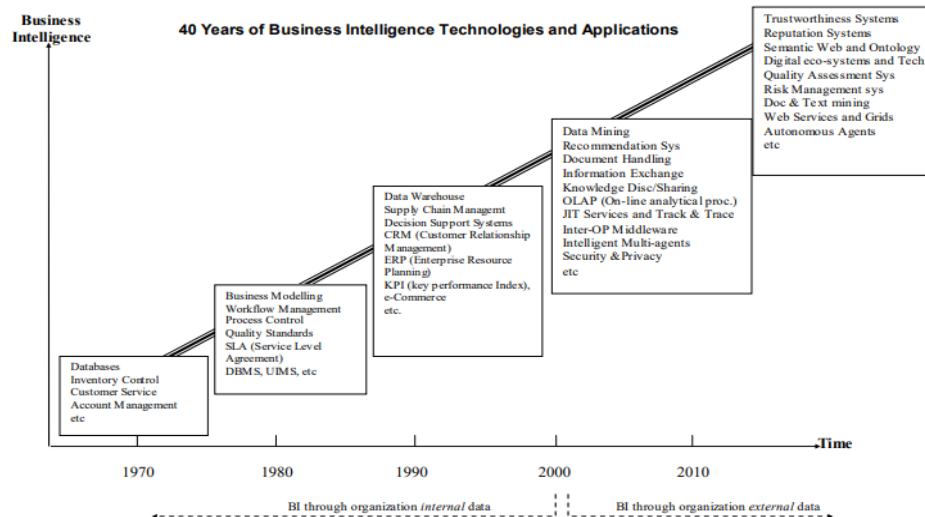 Business
Intelligence
40 Years of Business Intelligence Technologies and Applications
Databases
Inventory Control
Customer Service
Account Management
etc
Business Modelling
Workflow Management
Process Control
Quality Standards
SLA (Service Level
Agreement)
DBMS, UIMS, etc
Data Warehouse
Supply Chain Managemt
Decision Support Systems
CRM (Customer Relationship
Management)
ERP (Enterprise Resource
Planning)
KPI (key performance Index),
e-Commerce
etc.
Data Mining
Recommendation Sys
Document Handling
Information Exchange
Knowledge Disc/Sharing
OLAP (On-line analytical proc.)
JIT Services and Track & Trace
Inter-OP Middleware
Intelligent Multi-agents
Security &Privacy
etc
Trustworthiness Systems
Reputation Systems
Semantic Web and Ontology
Digital eco-systems and Tech
Quality Assessment Sys
Risk Management sys
Doc & Text mining
Web Services and Grids
Autonomous Agents
etc
Time
1970 1980 1990 2000 2010
BI through organization internal data BI through organization external data